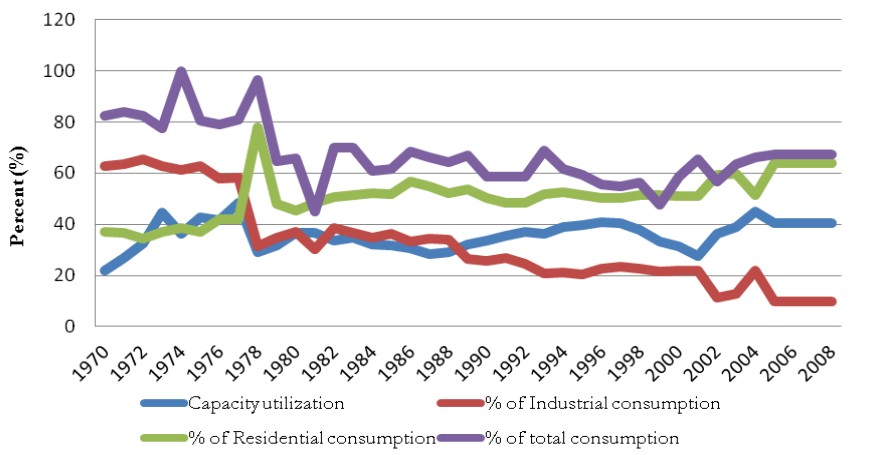 120
100
80
60
40
20
0
Percent (%)
1970 1972 1974 1976 1978 1980 1982 1984 1986 1988 1990 1992 1994 1996 1998 2000 2002 2004 2006 2008
Capacity utilization % of Industrial consumption
% of Residential consumption % of total consumption